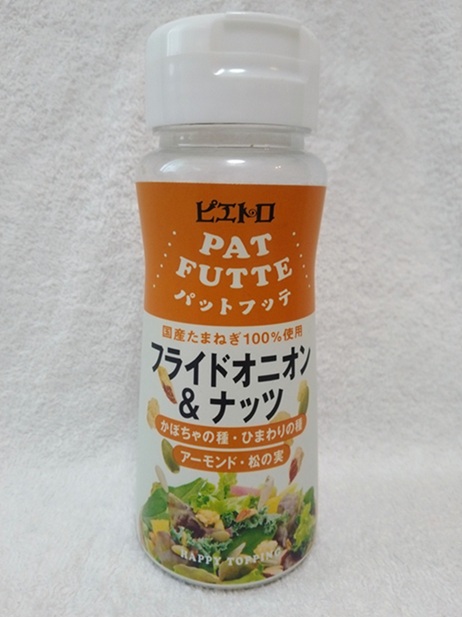 ピエトロ
PAT
FUTTE
パットフッテ
国産たまねぎ100%使用
フライドオニオン
&ナッツ
かぼちゃの種・ひまわりの種
アーモンド・松の実
HAPPY TOPPING